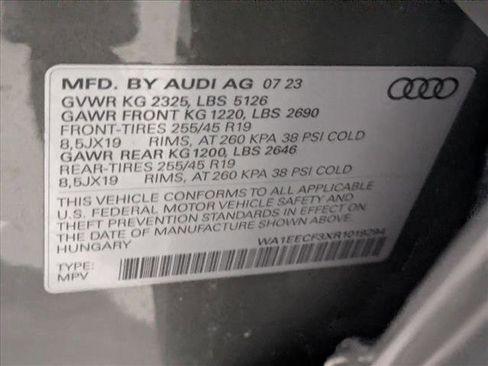 MFD. BY AUDI AG 07 23
GVWR KG 2325, LBS 5126
GAWR FRONT KG 1220, LBS 2690
FRONT-TIRES 255/45 R19
8,5JX19 RIMS, AT 260 KPA 38 PSI COLD
GAWR REAR KG 1200, LBS 2646
REAR-TIRES 255/45 R19
8,5JX19 RIMS, AT 260 KPA 38 PSI COLD
THIS VEHICLE CONFORMS TO ALL APPLICABLE
U.S. FEDERAL MOTOR VEHICLE SAFETY AND
THEFT PREVENTION STANDARDS IN EFFECT ON
THE DATE OF MANUFACTURE SHOWN ABOVE.
HUNGARY
TYPE:
MPV